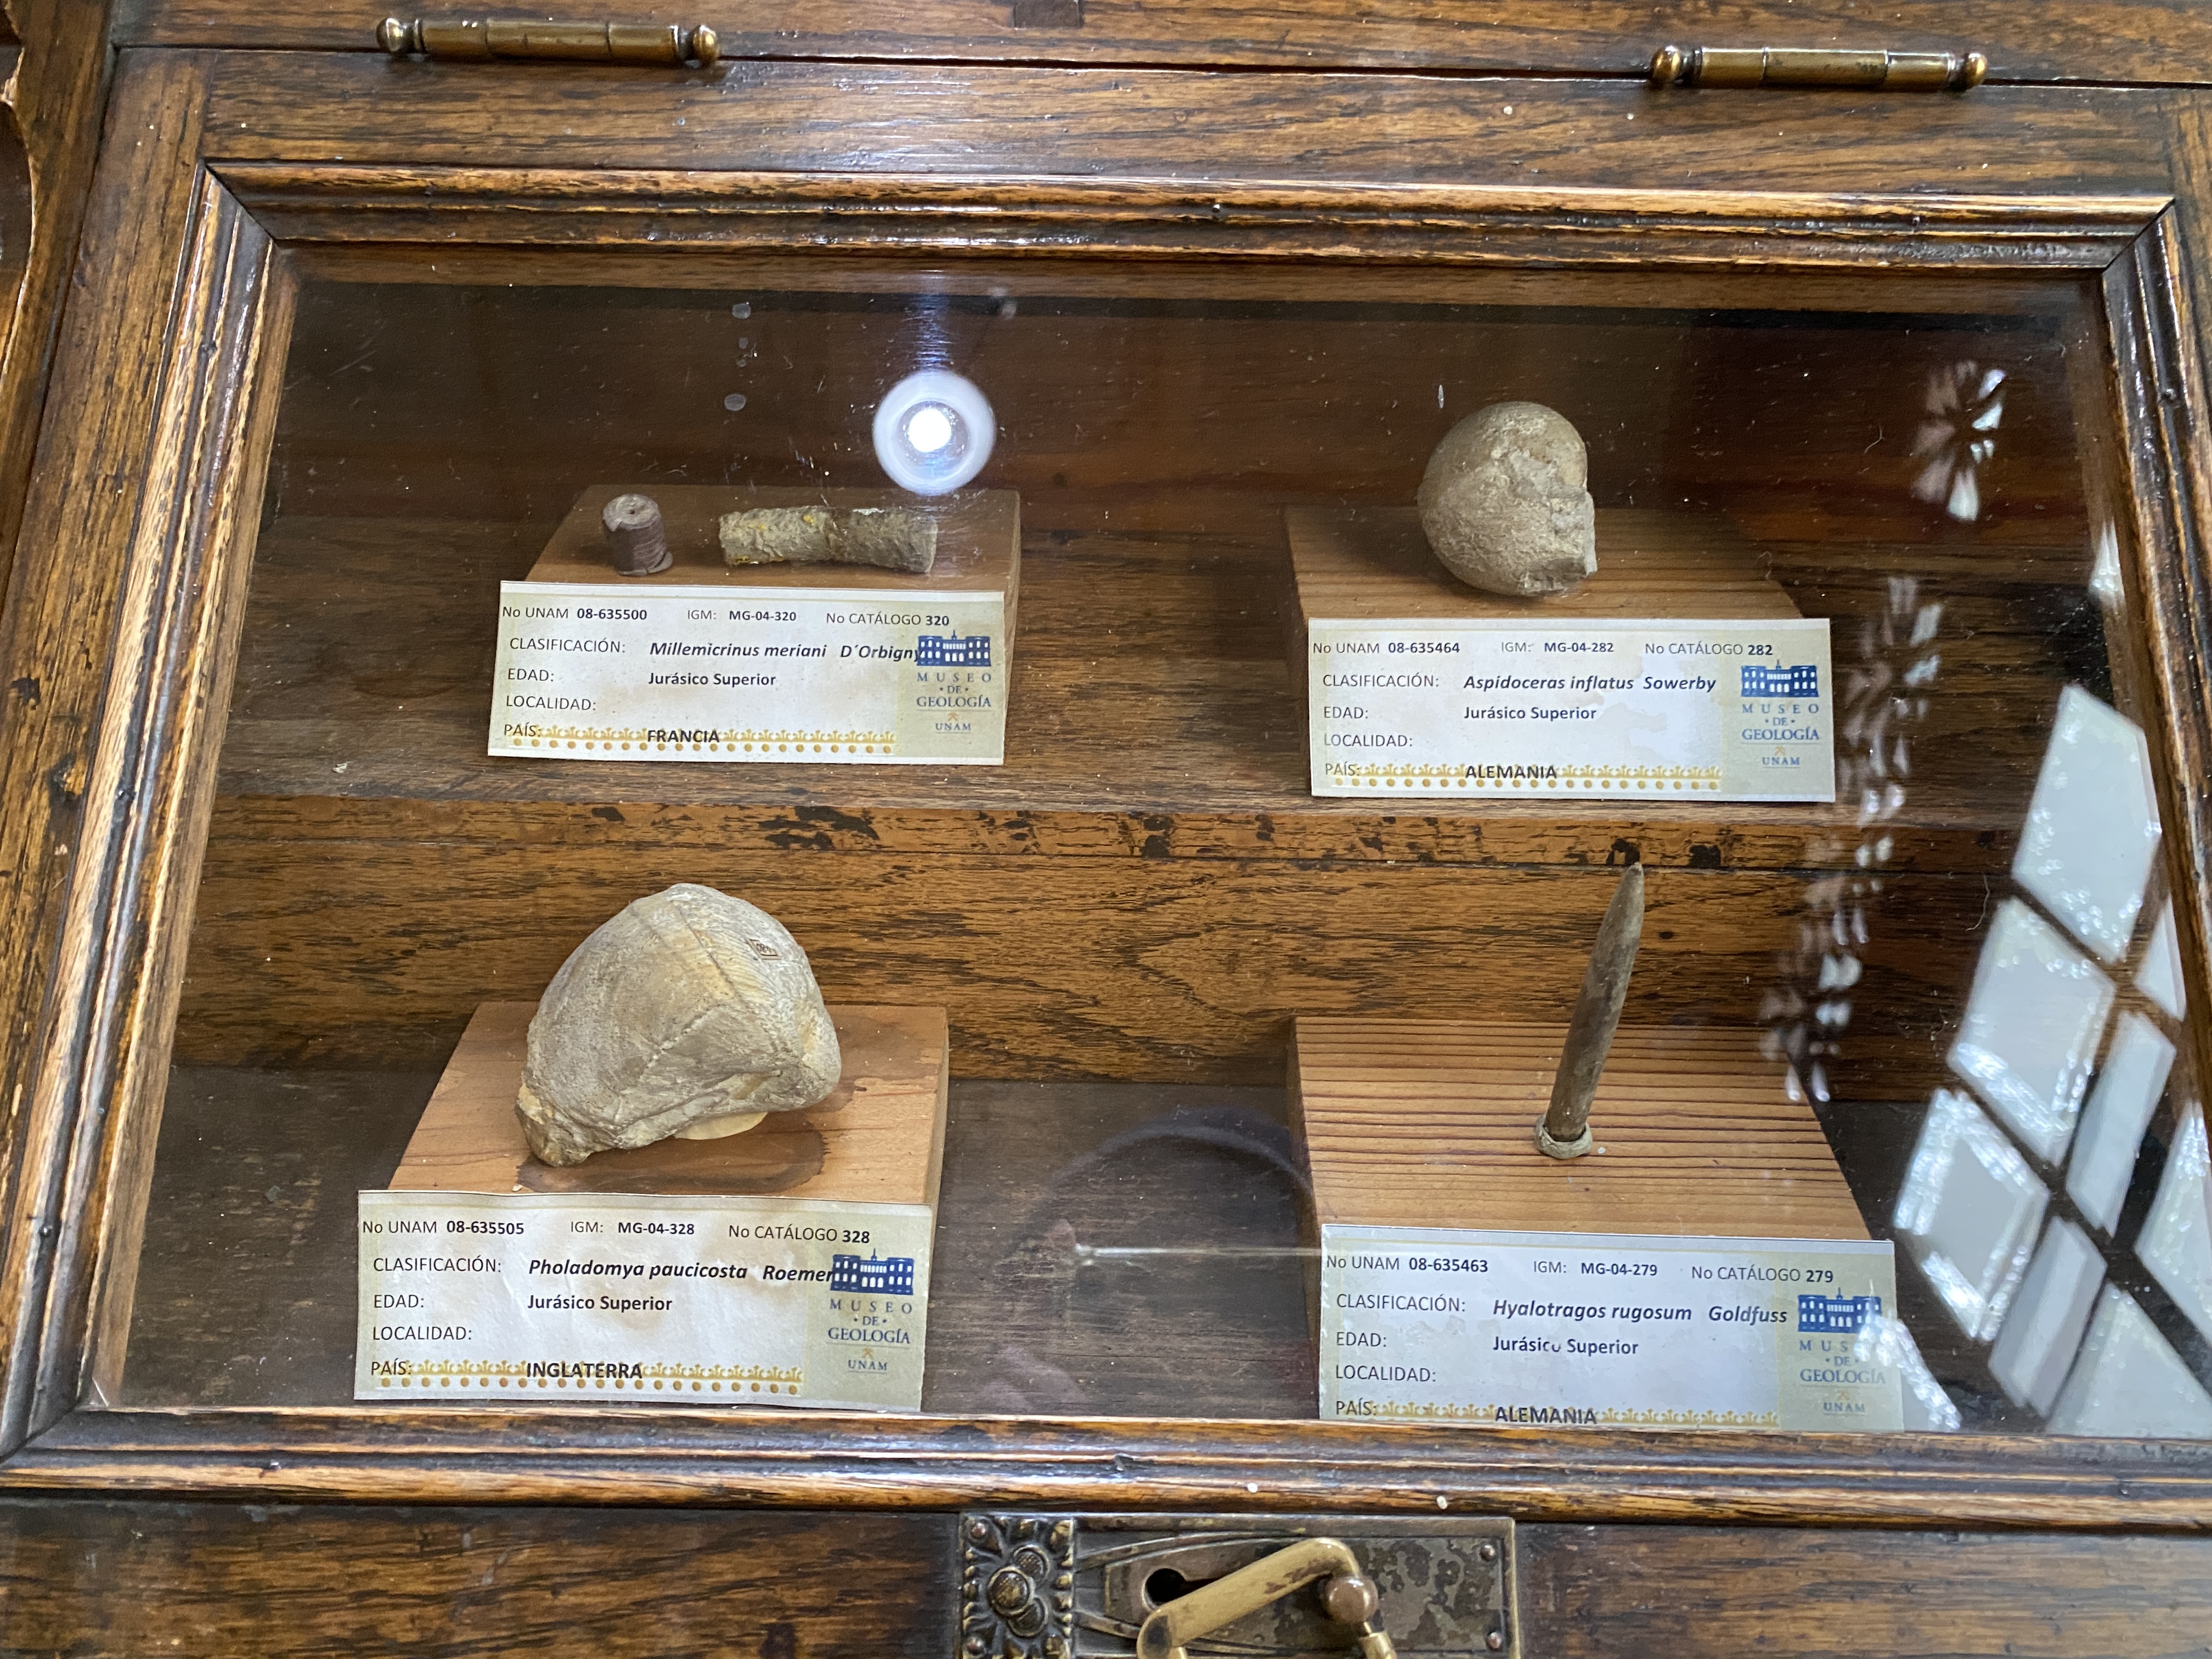 No UNAM 08-635500 IGM: MG-04-320 No CATÁLOGO 320
CLASIFICACIÓN: Millemicrinus meriani D´Orbigny
EDAD: Jurásico Superior
LOCALIDAD:
PAÍS: FRANCIA
MUSEO
•DE•
GEOLOGÍA
UNAM
No UNAM 08-635464 IGM: MG-04-282 No CATÁLOGO 282
CLASIFICACIÓN: Aspidoceras inflatus Sowerby
EDAD: Jurásico Superior
LOCALIDAD:
PAÍS: ALEMANIA
MUSEO
•DE•
GEOLOGÍA
UNAM
No UNAM 08-635505 IGM: MG-04-328 No CATÁLOGO 328
CLASIFICACIÓN: Pholadomya paucicosta Roemer
EDAD: Jurásico Superior
LOCALIDAD:
PAÍS: INGLATERRA
MUSEO
•DE•
GEOLOGÍA
UNAM
No UNAM 08-635463 IGM: MG-04-279 No CATÁLOGO 279
CLASIFICACIÓN: Hyalotragos rugosum Goldfuss
EDAD: Jurásico Superior
LOCALIDAD:
PAÍS: ALEMANIA
MUSEO
•DE•
GEOLOGÍA
UNAM